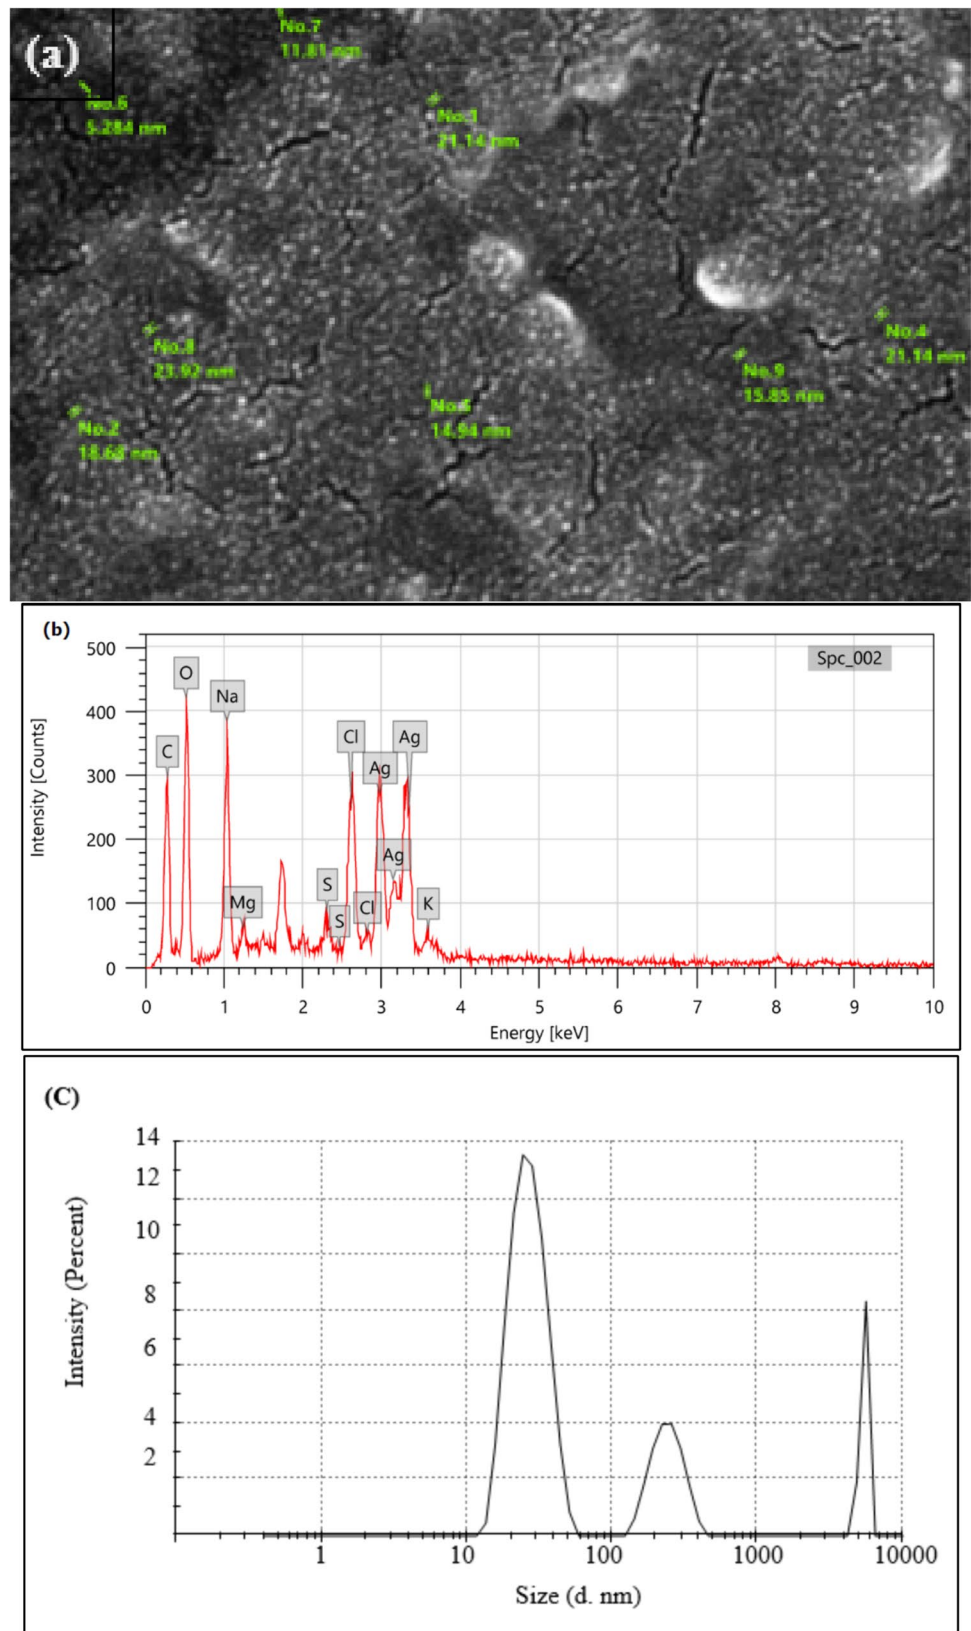 (a)
No.7
11.81 nm
No.6
5.284 nm
No.1
21.14 nm
No.8
23.92 nm
No.4
21.14 nm
No.9
15.85 nm
No.2
18.68 nm
14.94 nm
(b)
Spc_002
500
400
300
200
100
0
Intensity [Counts]
C
O
Na
Mg
S
S
Cl
Cl
Ag
Ag
Ag
K
0 1 2 3 4 5 6 7 8 9 10
Energy [keV]
(C)
14
12
10
8
6
4
2
Intensity (Percent)
1 10 100 1000 10000
Size (d. nm)